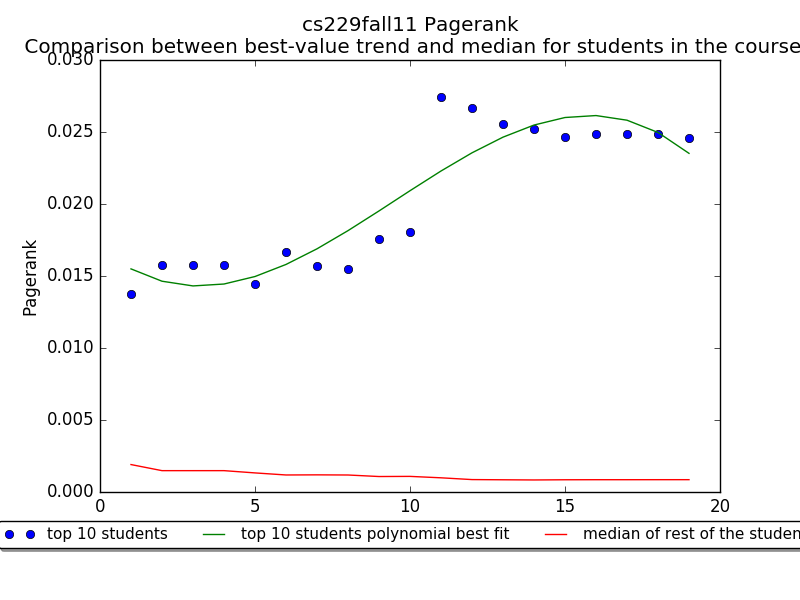 cs229fall11 Pagerank
Comparison between best-value trend and median for students in the course
0.030
0.025
0.020
0.015
0.010
0.005
0.000
Pagerank
0 5 10 15 20
top 10 students top 10 students polynomial best fit median of rest of the